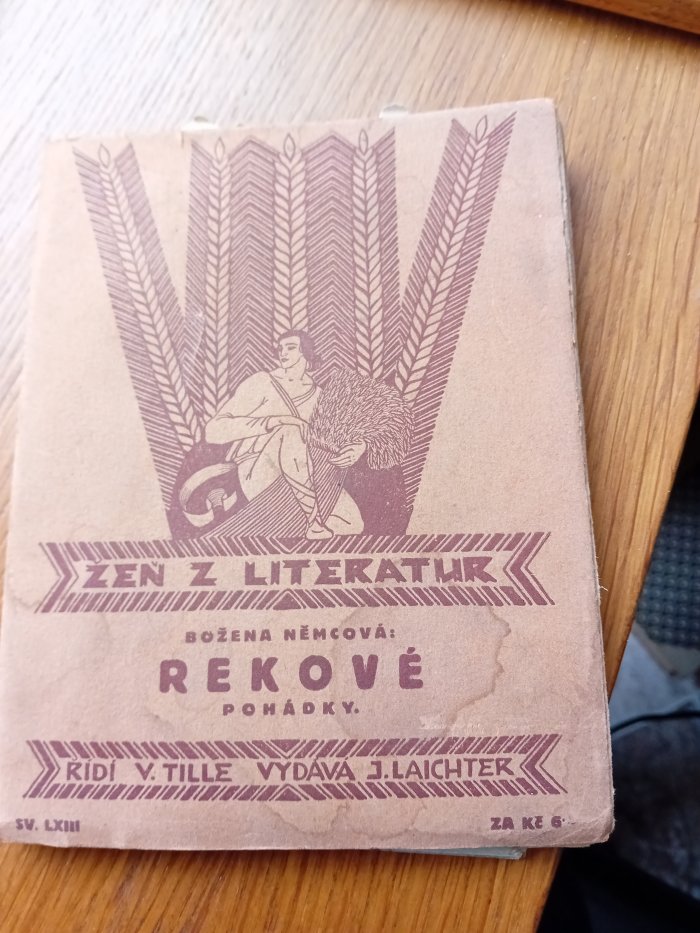 ŽEŇ Z LITERATUR
BOŽENA NĚMCOVÁ:
REKOVÉ
POHÁDKY.
ŘÍDÍ V. TILLE VYDÁVÁ J. LAICHTER
SV. LXIII
ZA Kč 6·-